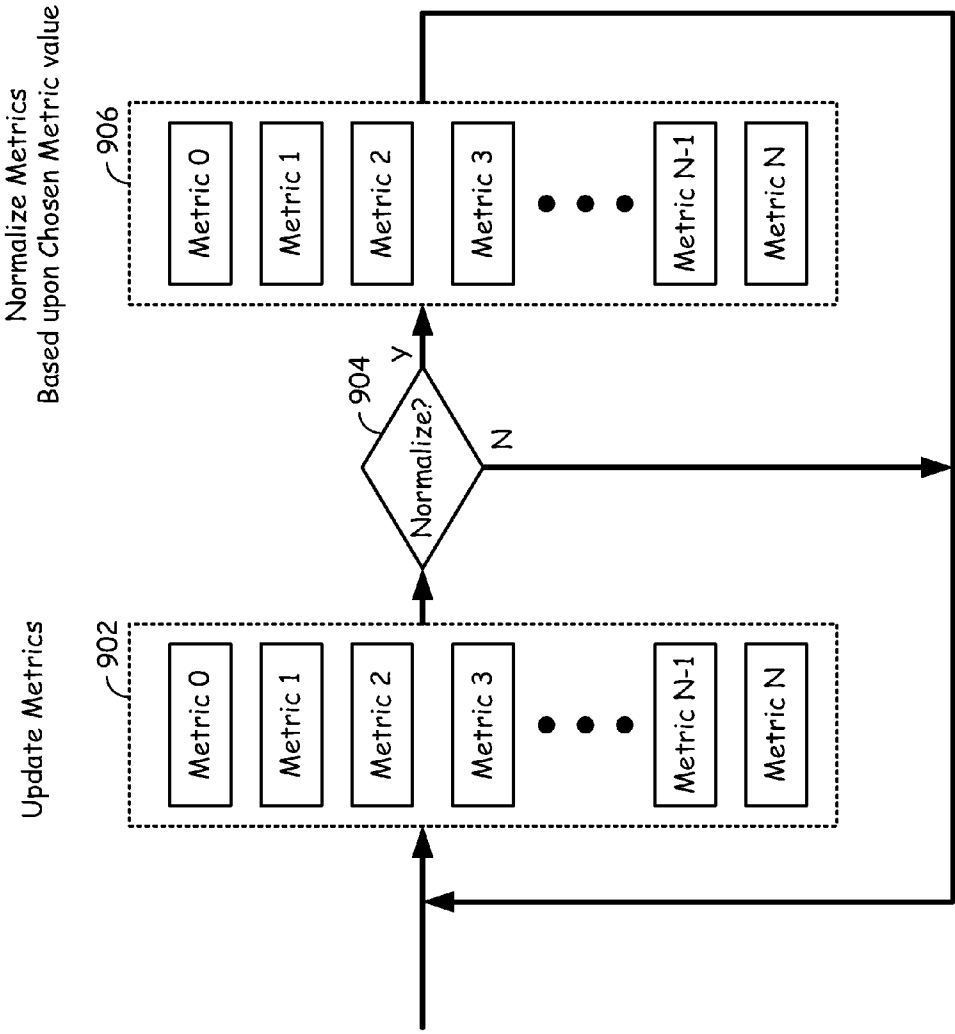 Update Metrics
902
Metric 0
Metric 1
Metric 2
Metric 3
Metric N-1
Metric N
904
Normalize?
Y
N
Normalize Metrics
Based upon Chosen Metric value
906
Metric 0
Metric 1
Metric 2
Metric 3
Metric N-1
Metric N